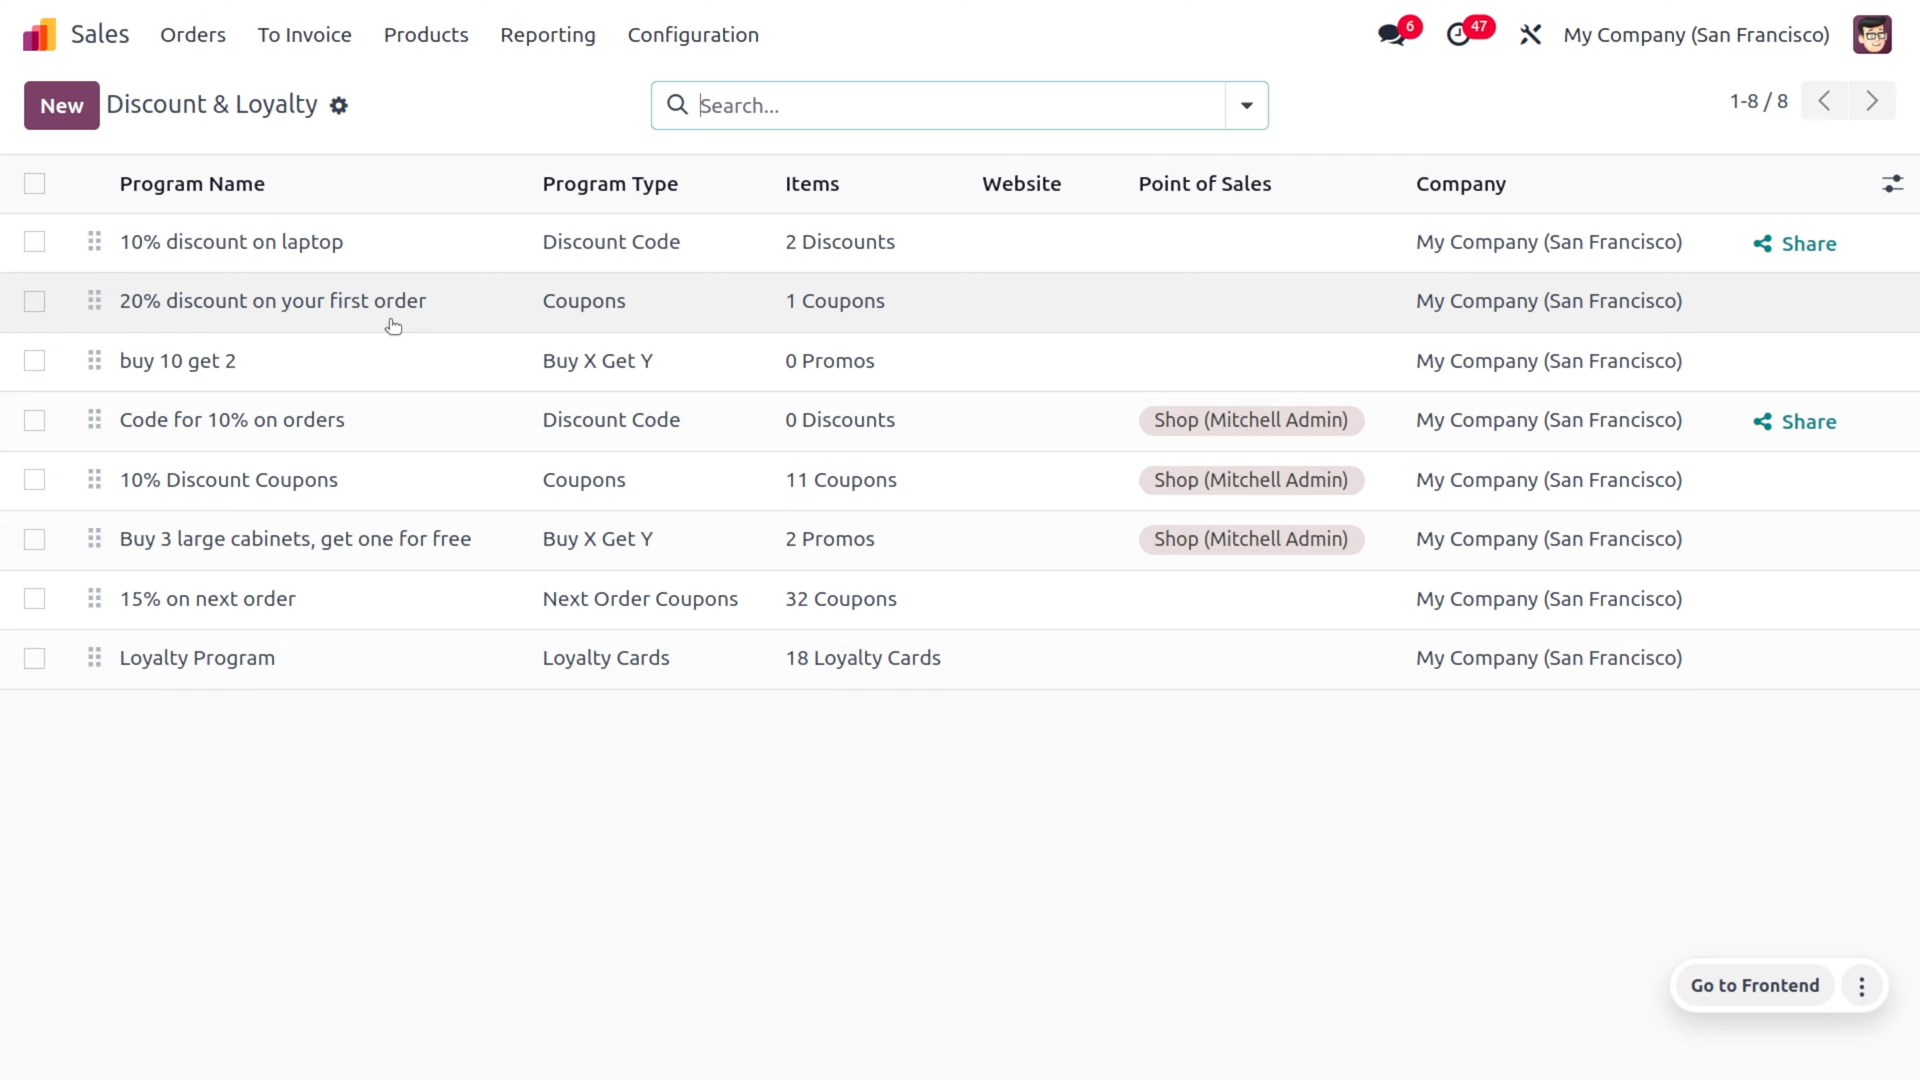 Sales Orders To Invoice Products Reporting Configuration 6 47 My Company (San Francisco)
New Discount & Loyalty Search... 1-8 / 8
Program Name Program Type Items Website Point of Sales Company
10% discount on laptop Discount Code 2 Discounts My Company (San Francisco) Share
20% discount on your first order Coupons 1 Coupons My Company (San Francisco)
buy 10 get 2 Buy X Get Y 0 Promos My Company (San Francisco)
Code for 10% on orders Discount Code 0 Discounts Shop (Mitchell Admin) My Company (San Francisco) Share
10% Discount Coupons Coupons 11 Coupons Shop (Mitchell Admin) My Company (San Francisco)
Buy 3 large cabinets, get one for free Buy X Get Y 2 Promos Shop (Mitchell Admin) My Company (San Francisco)
15% on next order Next Order Coupons 32 Coupons My Company (San Francisco)
Loyalty Program Loyalty Cards 18 Loyalty Cards My Company (San Francisco)
Go to Frontend